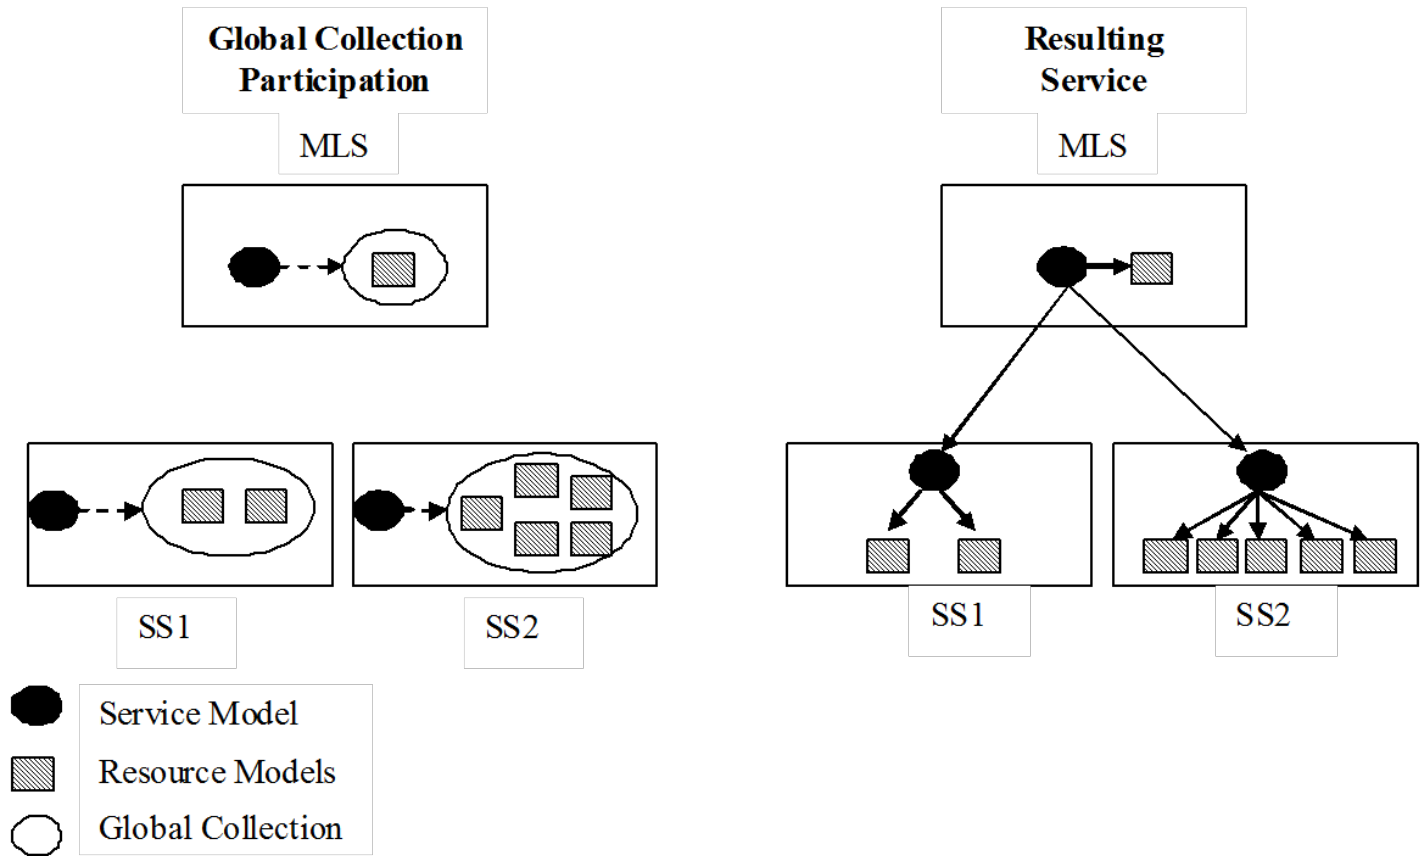 Global Collection
Participation
MLS
Resulting
Service
MLS
SS1
SS2
SS1
SS2
Service Model
Resource Models
Global Collection